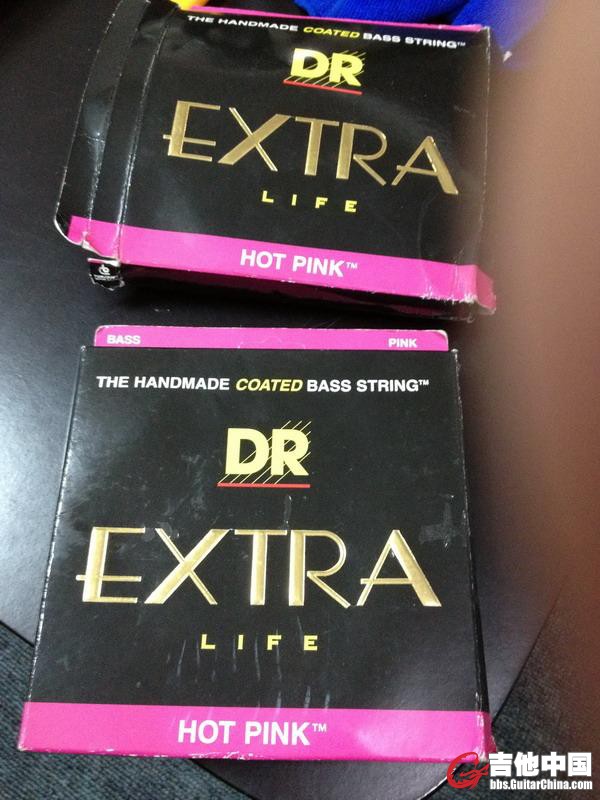 THE HANDMADE COATED BASS STRING™
DR
EXTRA
LIFE
HOT PINK™
BASS PINK
THE HANDMADE COATED BASS STRING™
DR
EXTRA
LIFE
HOT PINK™
吉他中国
bbs.GuitarChina.com